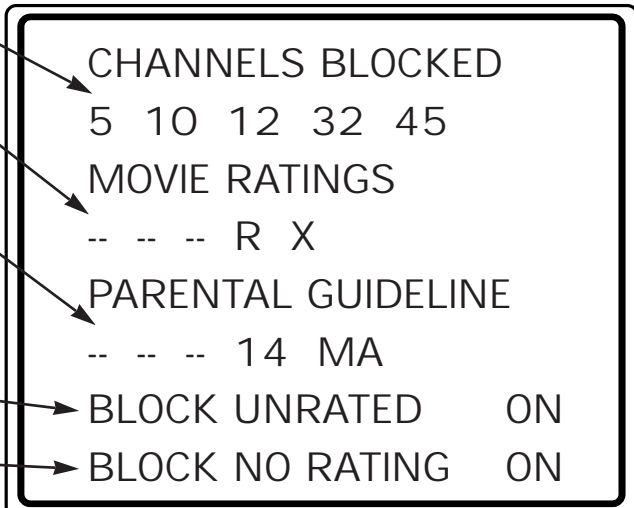 CHANNELS BLOCKED
5 10 12 32 45
MOVIE RATINGS
-- -- -- R X
PARENTAL GUIDELINE
-- -- -- 14 MA
BLOCK UNRATED ON
BLOCK NO RATING ON